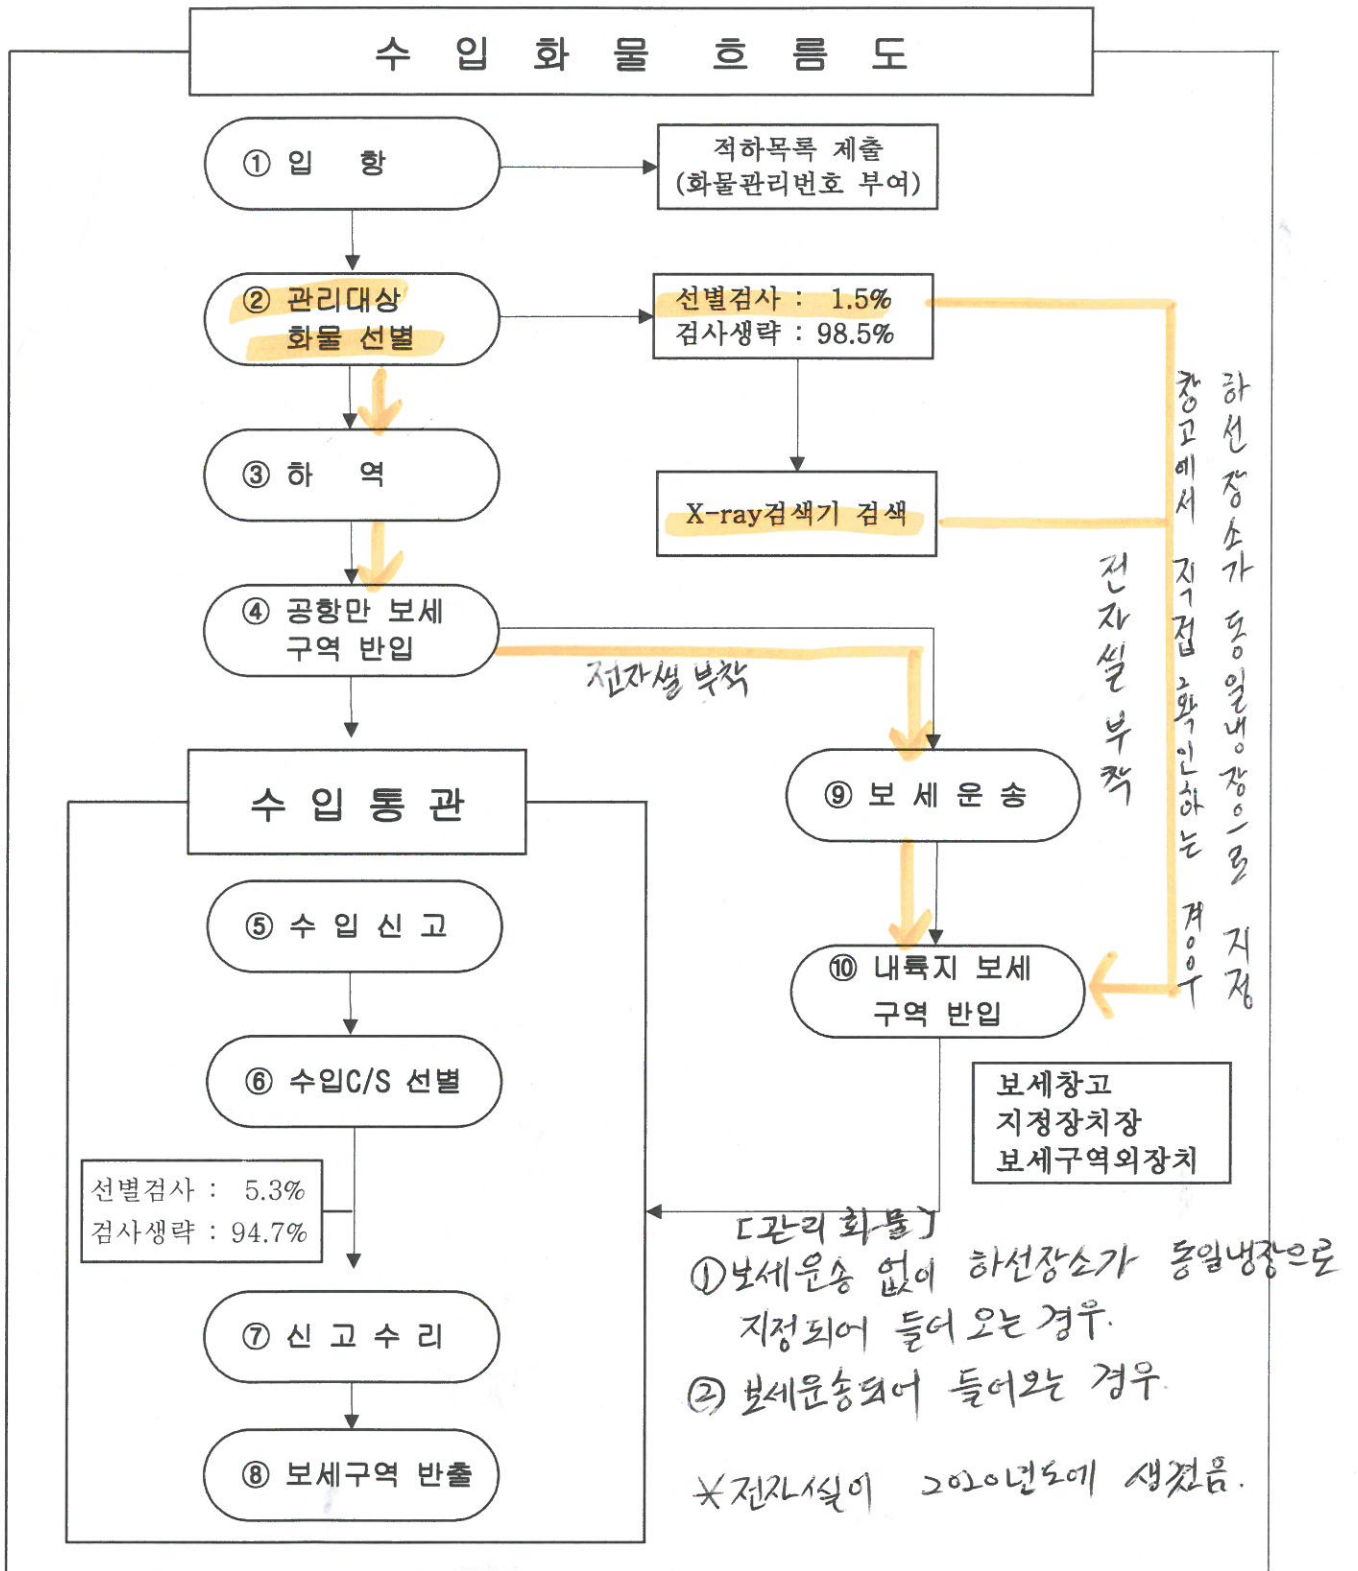 수 입 화 물 흐 름 도
① 입 항
적하목록 제출
(화물관리번호 부여)
② 관리대상
화물 선별
선별검사 : 1.5%
검사생략 : 98.5%
③ 하 역
X-ray검색기 검색
④ 공항만 보세
구역 반입
전자씰 부착
전자씰 부착
하선장소가 동일냉장으로 지정
창고에서 직접 확인하는 경우
수 입 통 관
⑨ 보 세 운 송
⑤ 수 입 신 고
⑩ 내륙지 보세
구역 반입
⑥ 수입C/S 선별
보세창고
지정장치장
보세구역외장치
선별검사 : 5.3%
검사생략 : 94.7%
[관리화물]
① 보세운송 없이 하선장소가 동일냉장으로
지정되어 들어 오는 경우.
② 보세운송되어 들어오는 경우.
⑦ 신 고 수 리
⑧ 보세구역 반출
※ 전자씰이 2020년도에 생겼음.